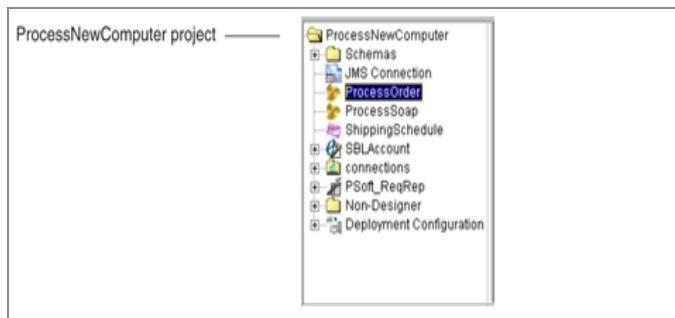 ProcessNewComputer project
ProcessNewComputer
Schemas
JMS Connection
ProcessOrder
ProcessSoap
ShippingSchedule
SBLAccount
connections
PSoft_ReqRep
Non-Designer
Deployment Configuration